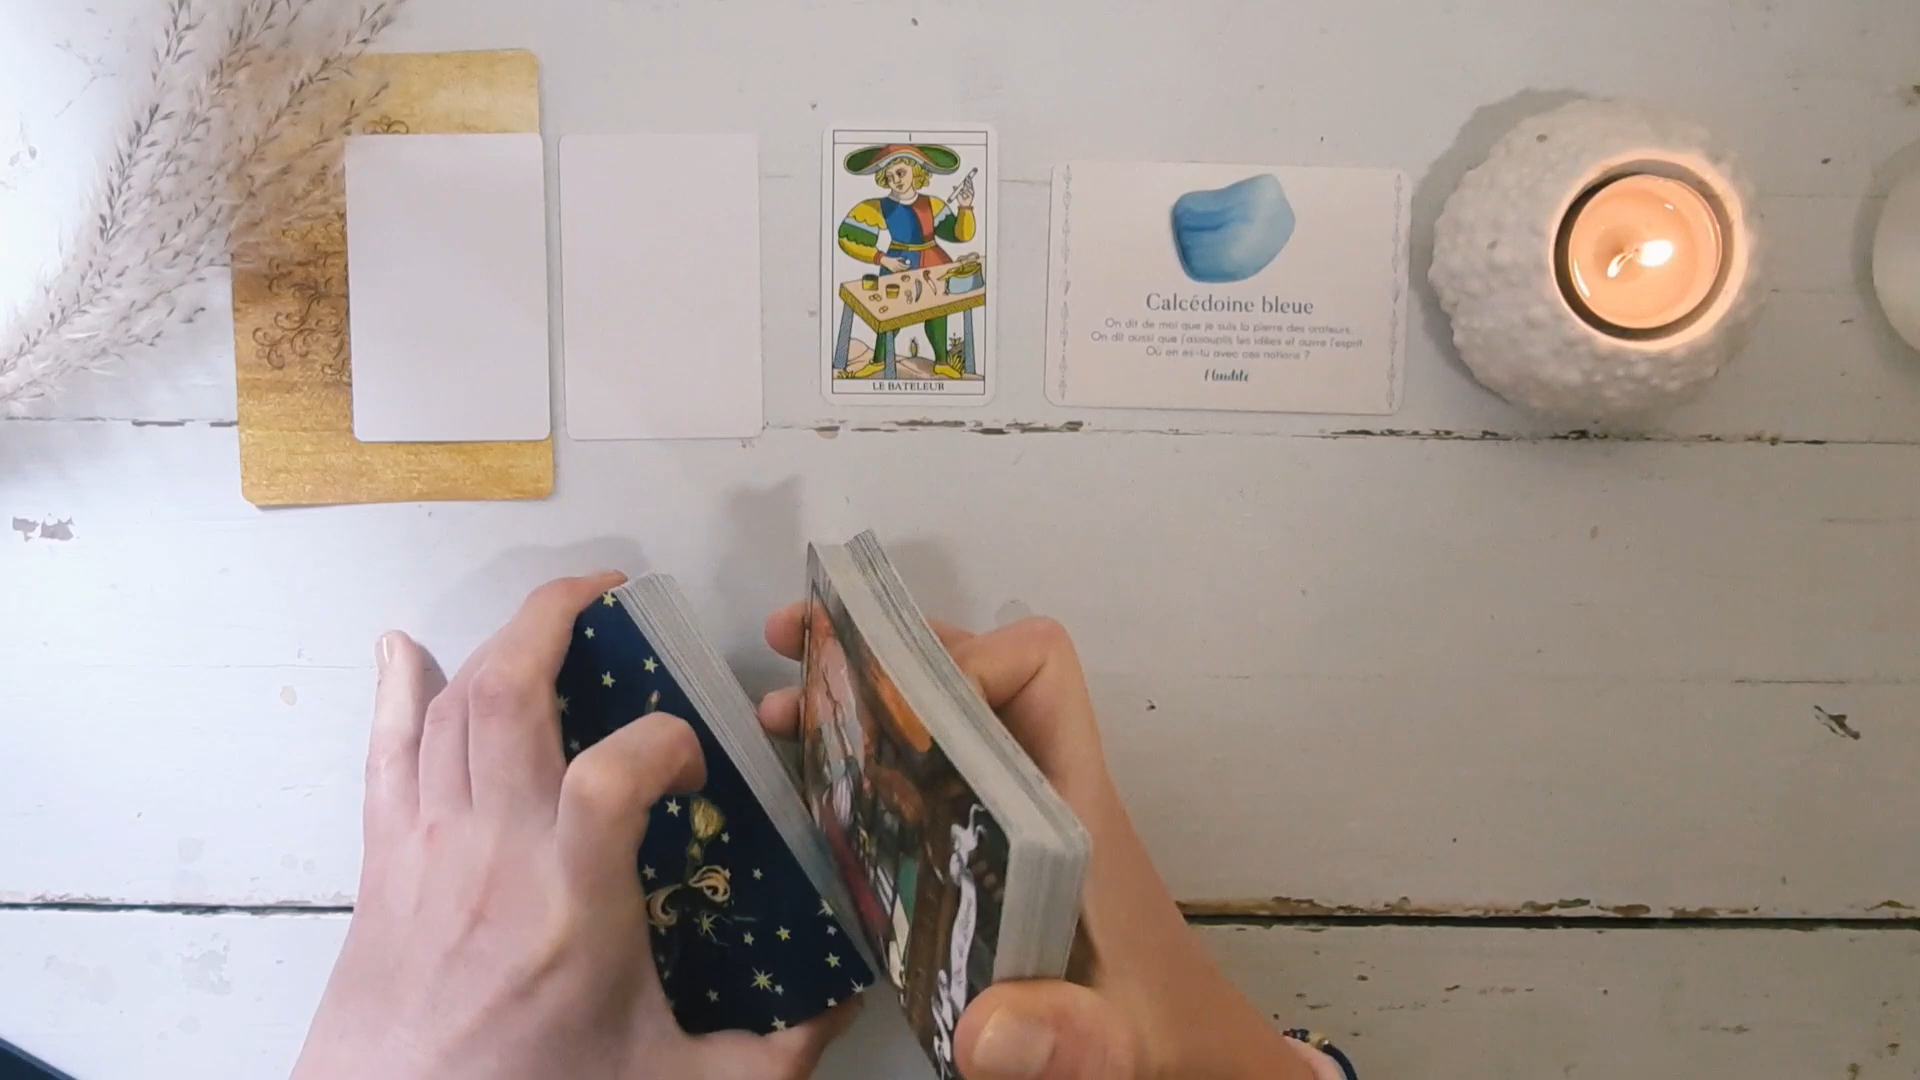 I
LE BATELEUR
Calcédoine bleue
On dit de moi que je suis la pierre des orateurs.
On dit aussi que j'assouplis les idées et ouvre l'esprit.
Où en es-tu avec ces notions ?
Fluidité